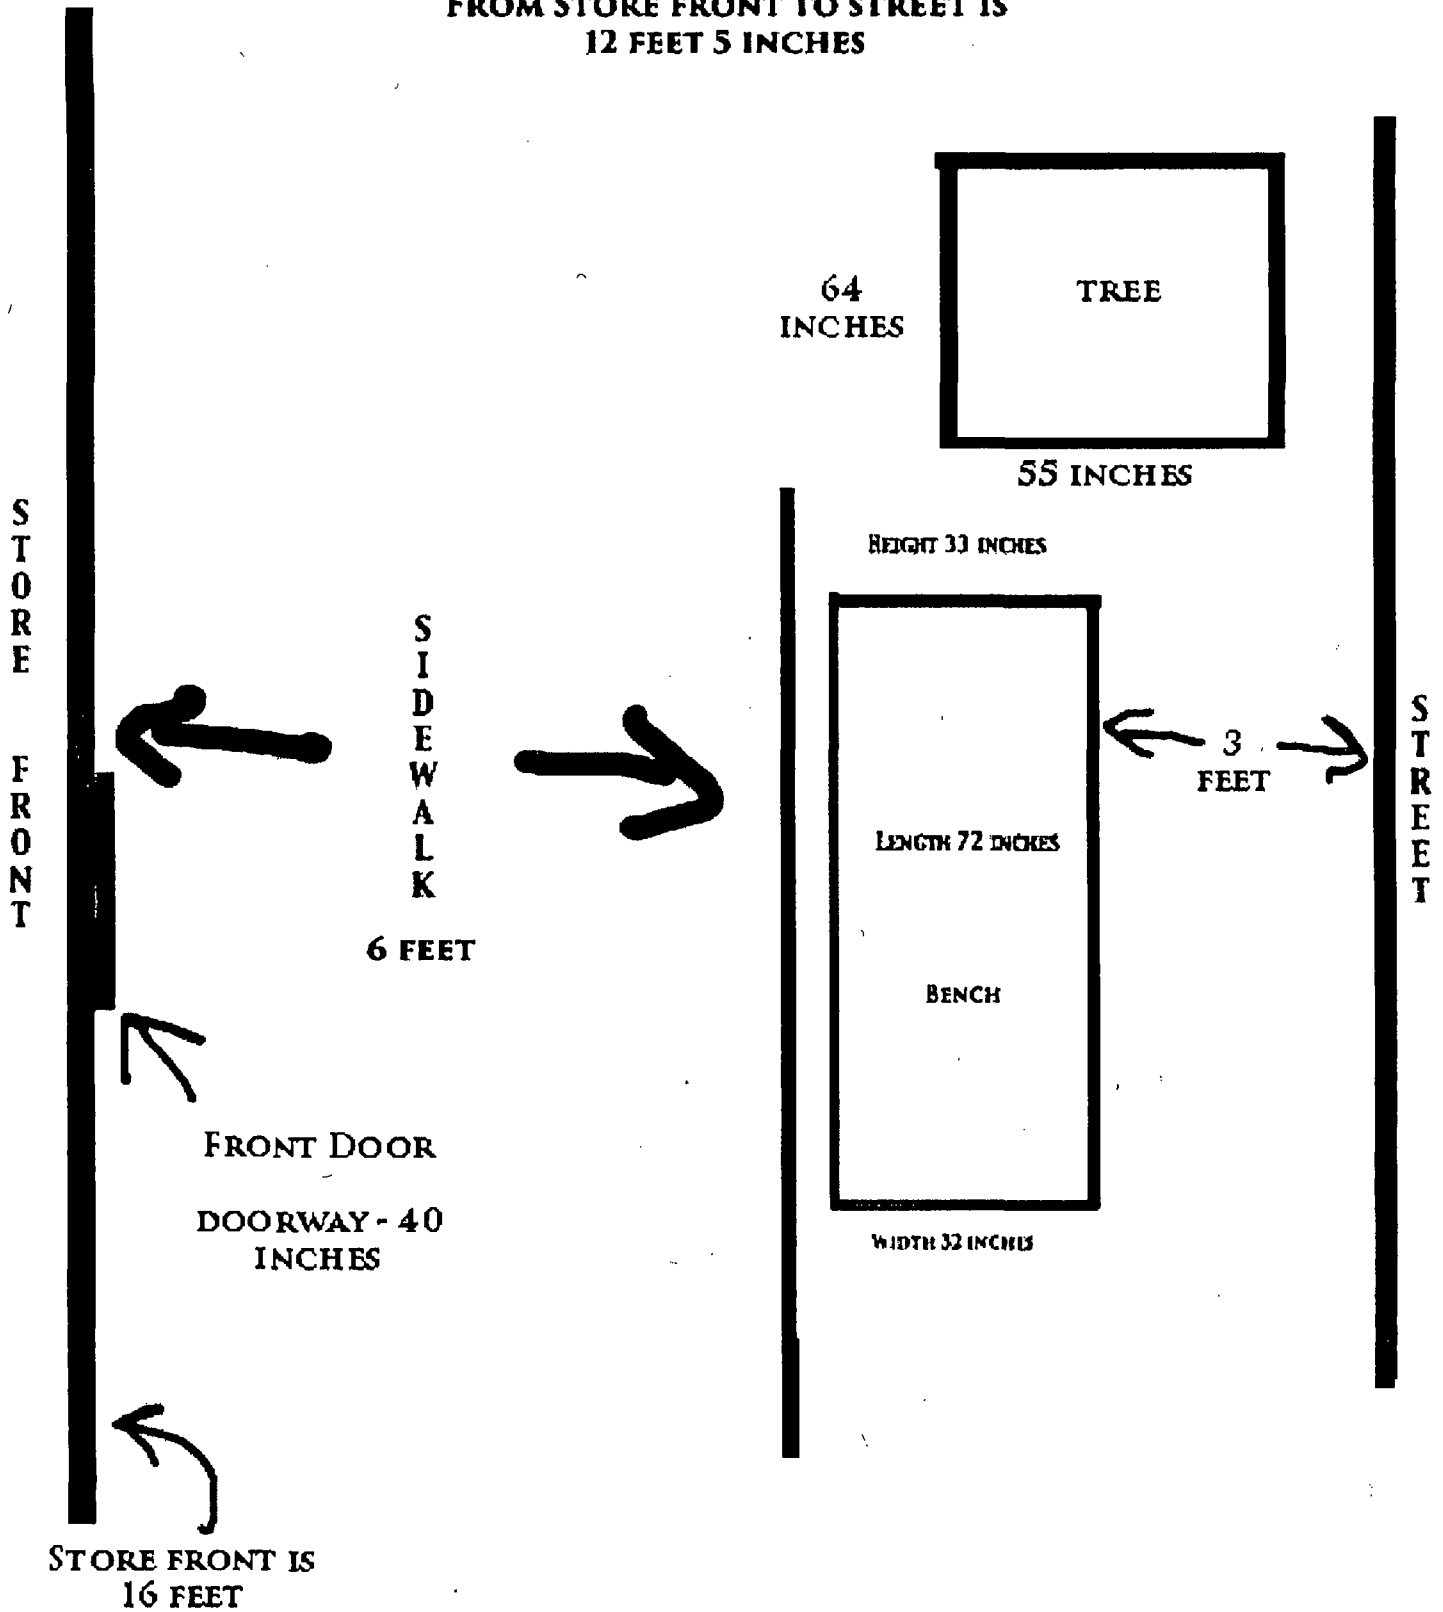 FROM STORE FRONT TO STREET IS
12 FEET 5 INCHES
TREE
64
INCHES
55 INCHES
HEIGHT 33 INCHES
STORE FRONT
SIDEWALK
6 FEET
3
FEET
STREET
LENGTH 72 INCHES
BENCH
FRONT DOOR
DOORWAY - 40
INCHES
WIDTH 32 INCHES
STORE FRONT IS
16 FEET